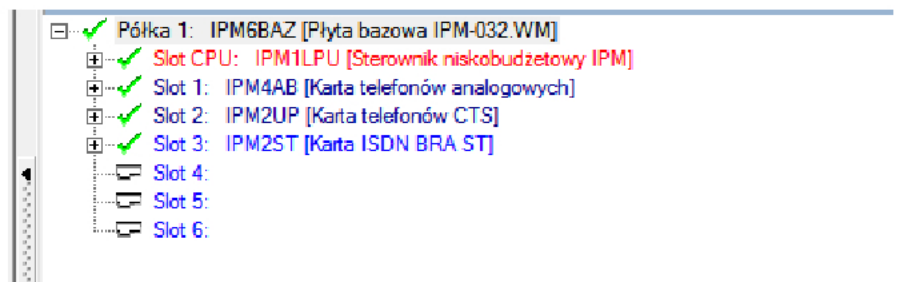 Półka 1: IPM6BAZ [Płyta bazowa IPM-032.WM]
Slot CPU: IPM1LPU [Sterownik niskobudżetowy IPM]
Slot 1: IPM4AB [Karta telefonów analogowych]
Slot 2: IPM2UP [Karta telefonów CTS]
Slot 3: IPM2ST [Karta ISDN BRA ST]
Slot 4:
Slot 5:
Slot 6: